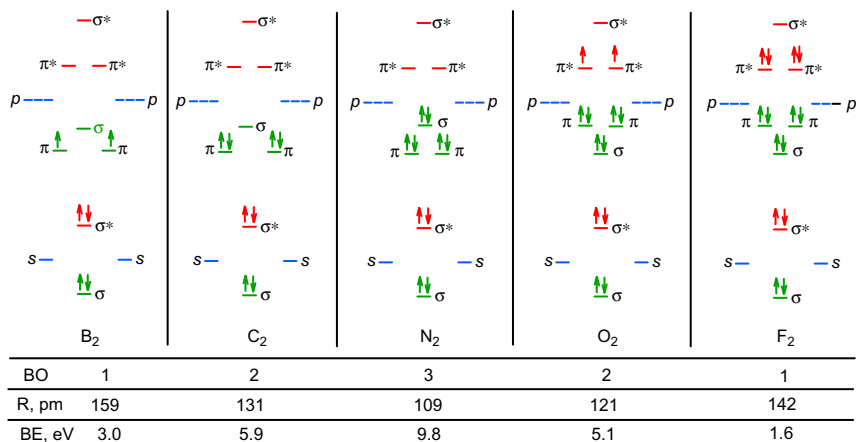 σ* σ* σ* σ* σ*
π* π* π* π* π* π* π* π* π* π*
p p p p p p p p p p
σ σ σ π π π π
π π π π π π σ σ
σ* σ* σ* σ* σ*
s s s s s s s s s s
σ σ σ σ σ
B₂ C₂ N₂ O₂ F₂
BO 1 2 3 2 1
R, pm 159 131 109 121 142
BE, eV 3.0 5.9 9.8 5.1 1.6